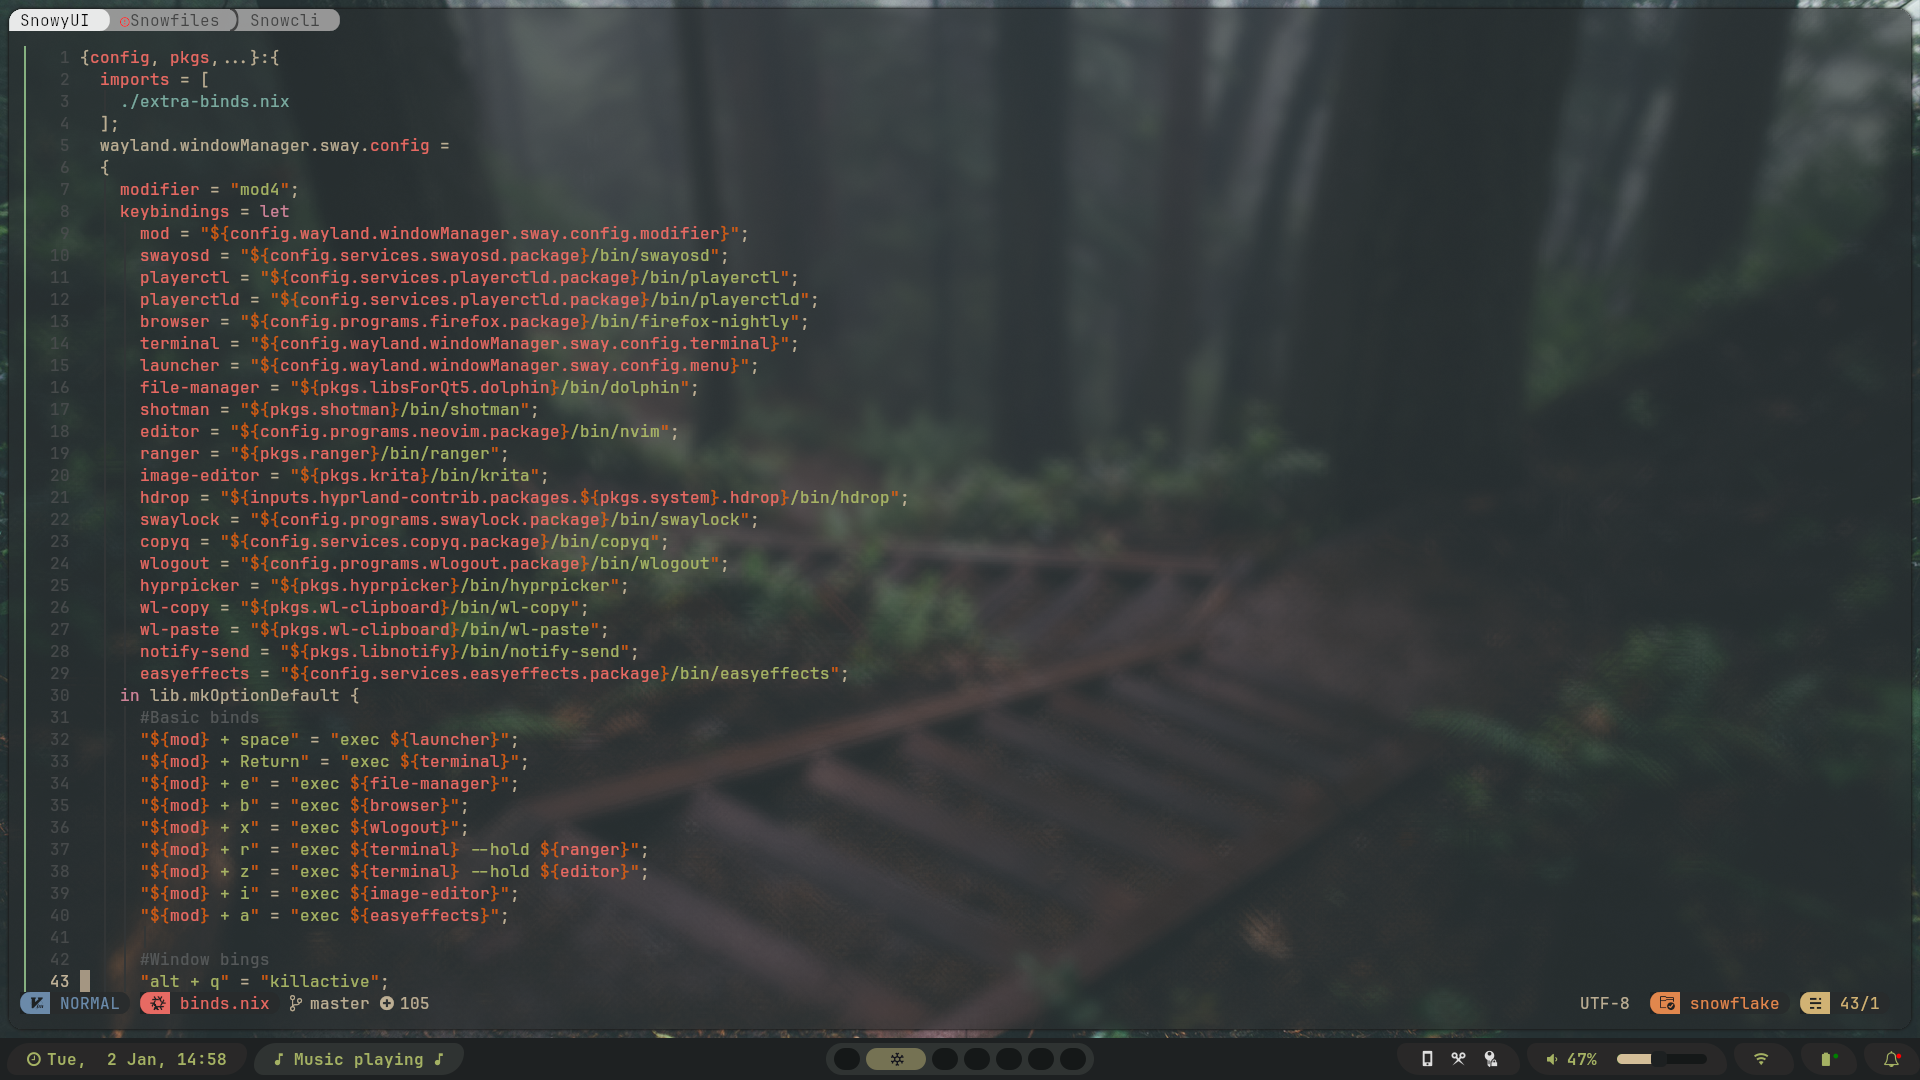 SnowyUI Snowfiles Snowcli
1 {config, pkgs,...}:{
2 imports = [
3 ./extra-binds.nix
4 ];
5 wayland.windowManager.sway.config =
6 {
7 modifier = "mod4";
8 keybindings = let
9 mod = "${config.wayland.windowManager.sway.config.modifier}";
10 swayosd = "${config.services.swayosd.package}/bin/swayosd";
11 playerctl = "${config.services.playerctld.package}/bin/playerctl";
12 playerctld = "${config.services.playerctld.package}/bin/playerctld";
13 browser = "${config.programs.firefox.package}/bin/firefox-nightly";
14 terminal = "${config.wayland.windowManager.sway.config.terminal}";
15 launcher = "${config.wayland.windowManager.sway.config.menu}";
16 file-manager = "${pkgs.libsForQt5.dolphin}/bin/dolphin";
17 shotman = "${pkgs.shotman}/bin/shotman";
18 editor = "${config.programs.neovim.package}/bin/nvim";
19 ranger = "${pkgs.ranger}/bin/ranger";
20 image-editor = "${pkgs.krita}/bin/krita";
21 hdrop = "${inputs.hyprland-contrib.packages.${pkgs.system}.hdrop}/bin/hdrop";
22 swaylock = "${config.programs.swaylock.package}/bin/swaylock";
23 copyq = "${config.services.copyq.package}/bin/copyq";
24 wlogout = "${config.programs.wlogout.package}/bin/wlogout";
25 hyprpicker = "${pkgs.hyprpicker}/bin/hyprpicker";
26 wl-copy = "${pkgs.wl-clipboard}/bin/wl-copy";
27 wl-paste = "${pkgs.wl-clipboard}/bin/wl-paste";
28 notify-send = "${pkgs.libnotify}/bin/notify-send";
29 easyeffects = "${config.services.easyeffects.package}/bin/easyeffects";
30 in lib.mkOptionDefault {
31 #Basic binds
32 "${mod} + space" = "exec ${launcher}";
33 "${mod} + Return" = "exec ${terminal}";
34 "${mod} + e" = "exec ${file-manager}";
35 "${mod} + b" = "exec ${browser}";
36 "${mod} + x" = "exec ${wlogout}";
37 "${mod} + r" = "exec ${terminal} --hold ${ranger}";
38 "${mod} + z" = "exec ${terminal} --hold ${editor}";
39 "${mod} + i" = "exec ${image-editor}";
40 "${mod} + a" = "exec ${easyeffects}";
41
42 #Window bings
43 "alt + q" = "killactive";
NORMAL binds.nix master 105 UTF-8 snowflake 43/1
Tue, 2 Jan, 14:58 ♪ Music playing ♪ 47%